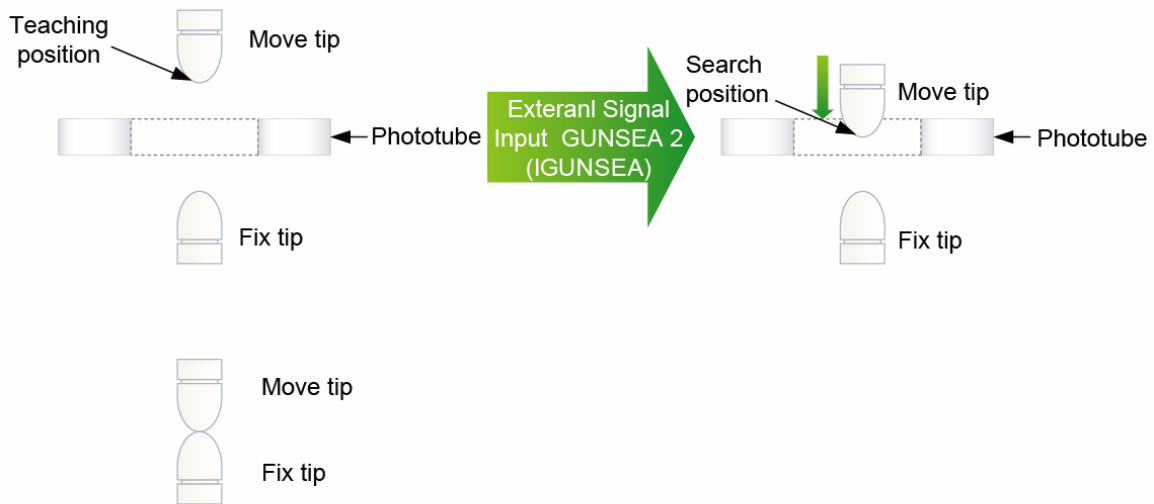 Teaching
position
Move tip
Phototube
Fix tip
Exteranl Signal
Input GUNSEA 2
(IGUNSEA)
Search
position
Move tip
Phototube
Fix tip
Move tip
Fix tip